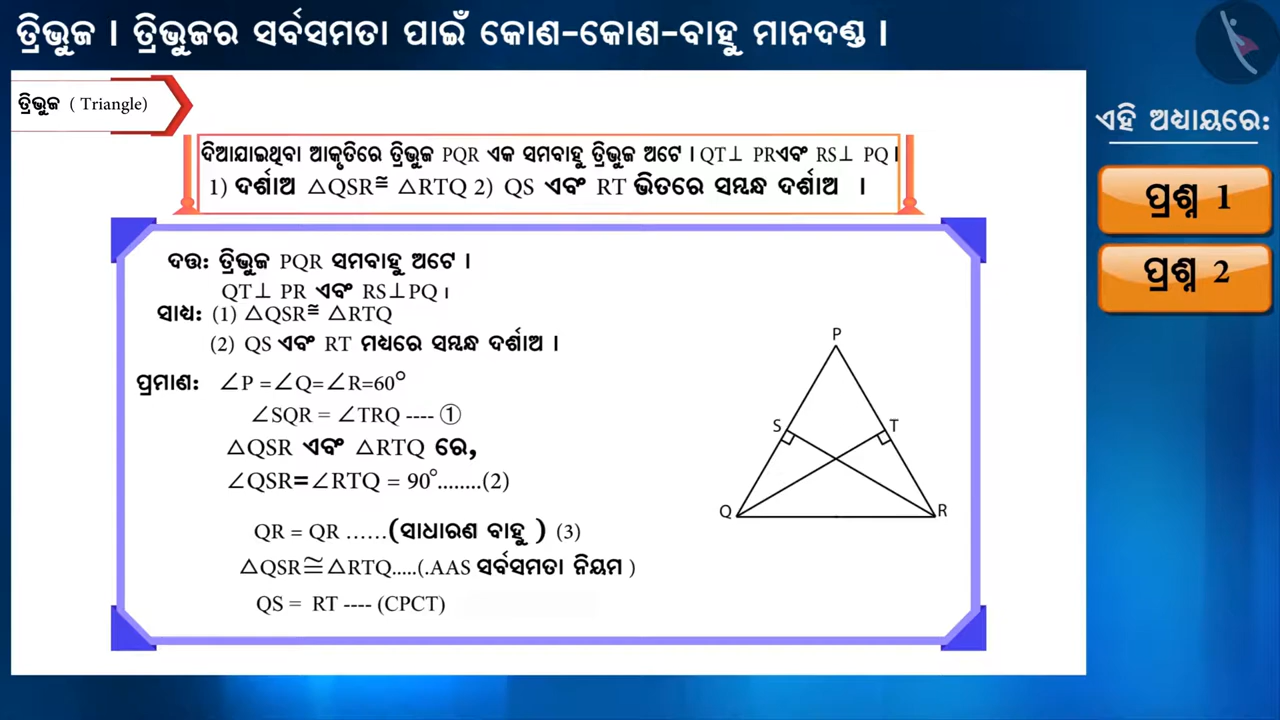 ତ୍ରିଭୁଜ । ତ୍ରିଭୁଜର ସର୍ବସମତା ପାଇଁ କୋଣ-କୋଣ-ବାହୁ ମାନଦଣ୍ଡ ।
ତ୍ରିଭୁଜ ( Triangle)
ଏହି ଅଧ୍ୟାୟରେ:
ପ୍ରଶ୍ନ 1
ପ୍ରଶ୍ନ 2
ଦିଆଯାଇଥିବା ଆକୃତିରେ ତ୍ରିଭୁଜ PQR ଏକ ସମବାହୁ ତ୍ରିଭୁଜ ଅଟେ । QT⊥ PRଏବଂ RS⊥ PQ ।
1) ଦର୍ଶାଅ △QSR≅ △RTQ 2) QS ଏବଂ RT ଭିତରେ ସମ୍ବନ୍ଧ ଦର୍ଶାଅ ।
ଦତ୍ତ: ତ୍ରିଭୁଜ PQR ସମବାହୁ ଅଟେ ।
QT⊥ PR ଏବଂ RS⊥PQ ।
ସାଧ୍ୟ: (1) △QSR≅ △RTQ
(2) QS ଏବଂ RT ମଧ୍ୟରେ ସମ୍ବନ୍ଧ ଦର୍ଶାଅ ।
ପ୍ରମାଣ: ∠P =∠Q=∠R=60°
∠SQR = ∠TRQ ---- ①
△QSR ଏବଂ △RTQ ରେ,
∠QSR=∠RTQ = 90°........(2)
QR = QR ......(ସାଧାରଣ ବାହୁ ) (3)
△QSR≅△RTQ.....(.AAS ସର୍ବସମତା ନିୟମ )
QS = RT ---- (CPCT)
P
S
T
Q
R